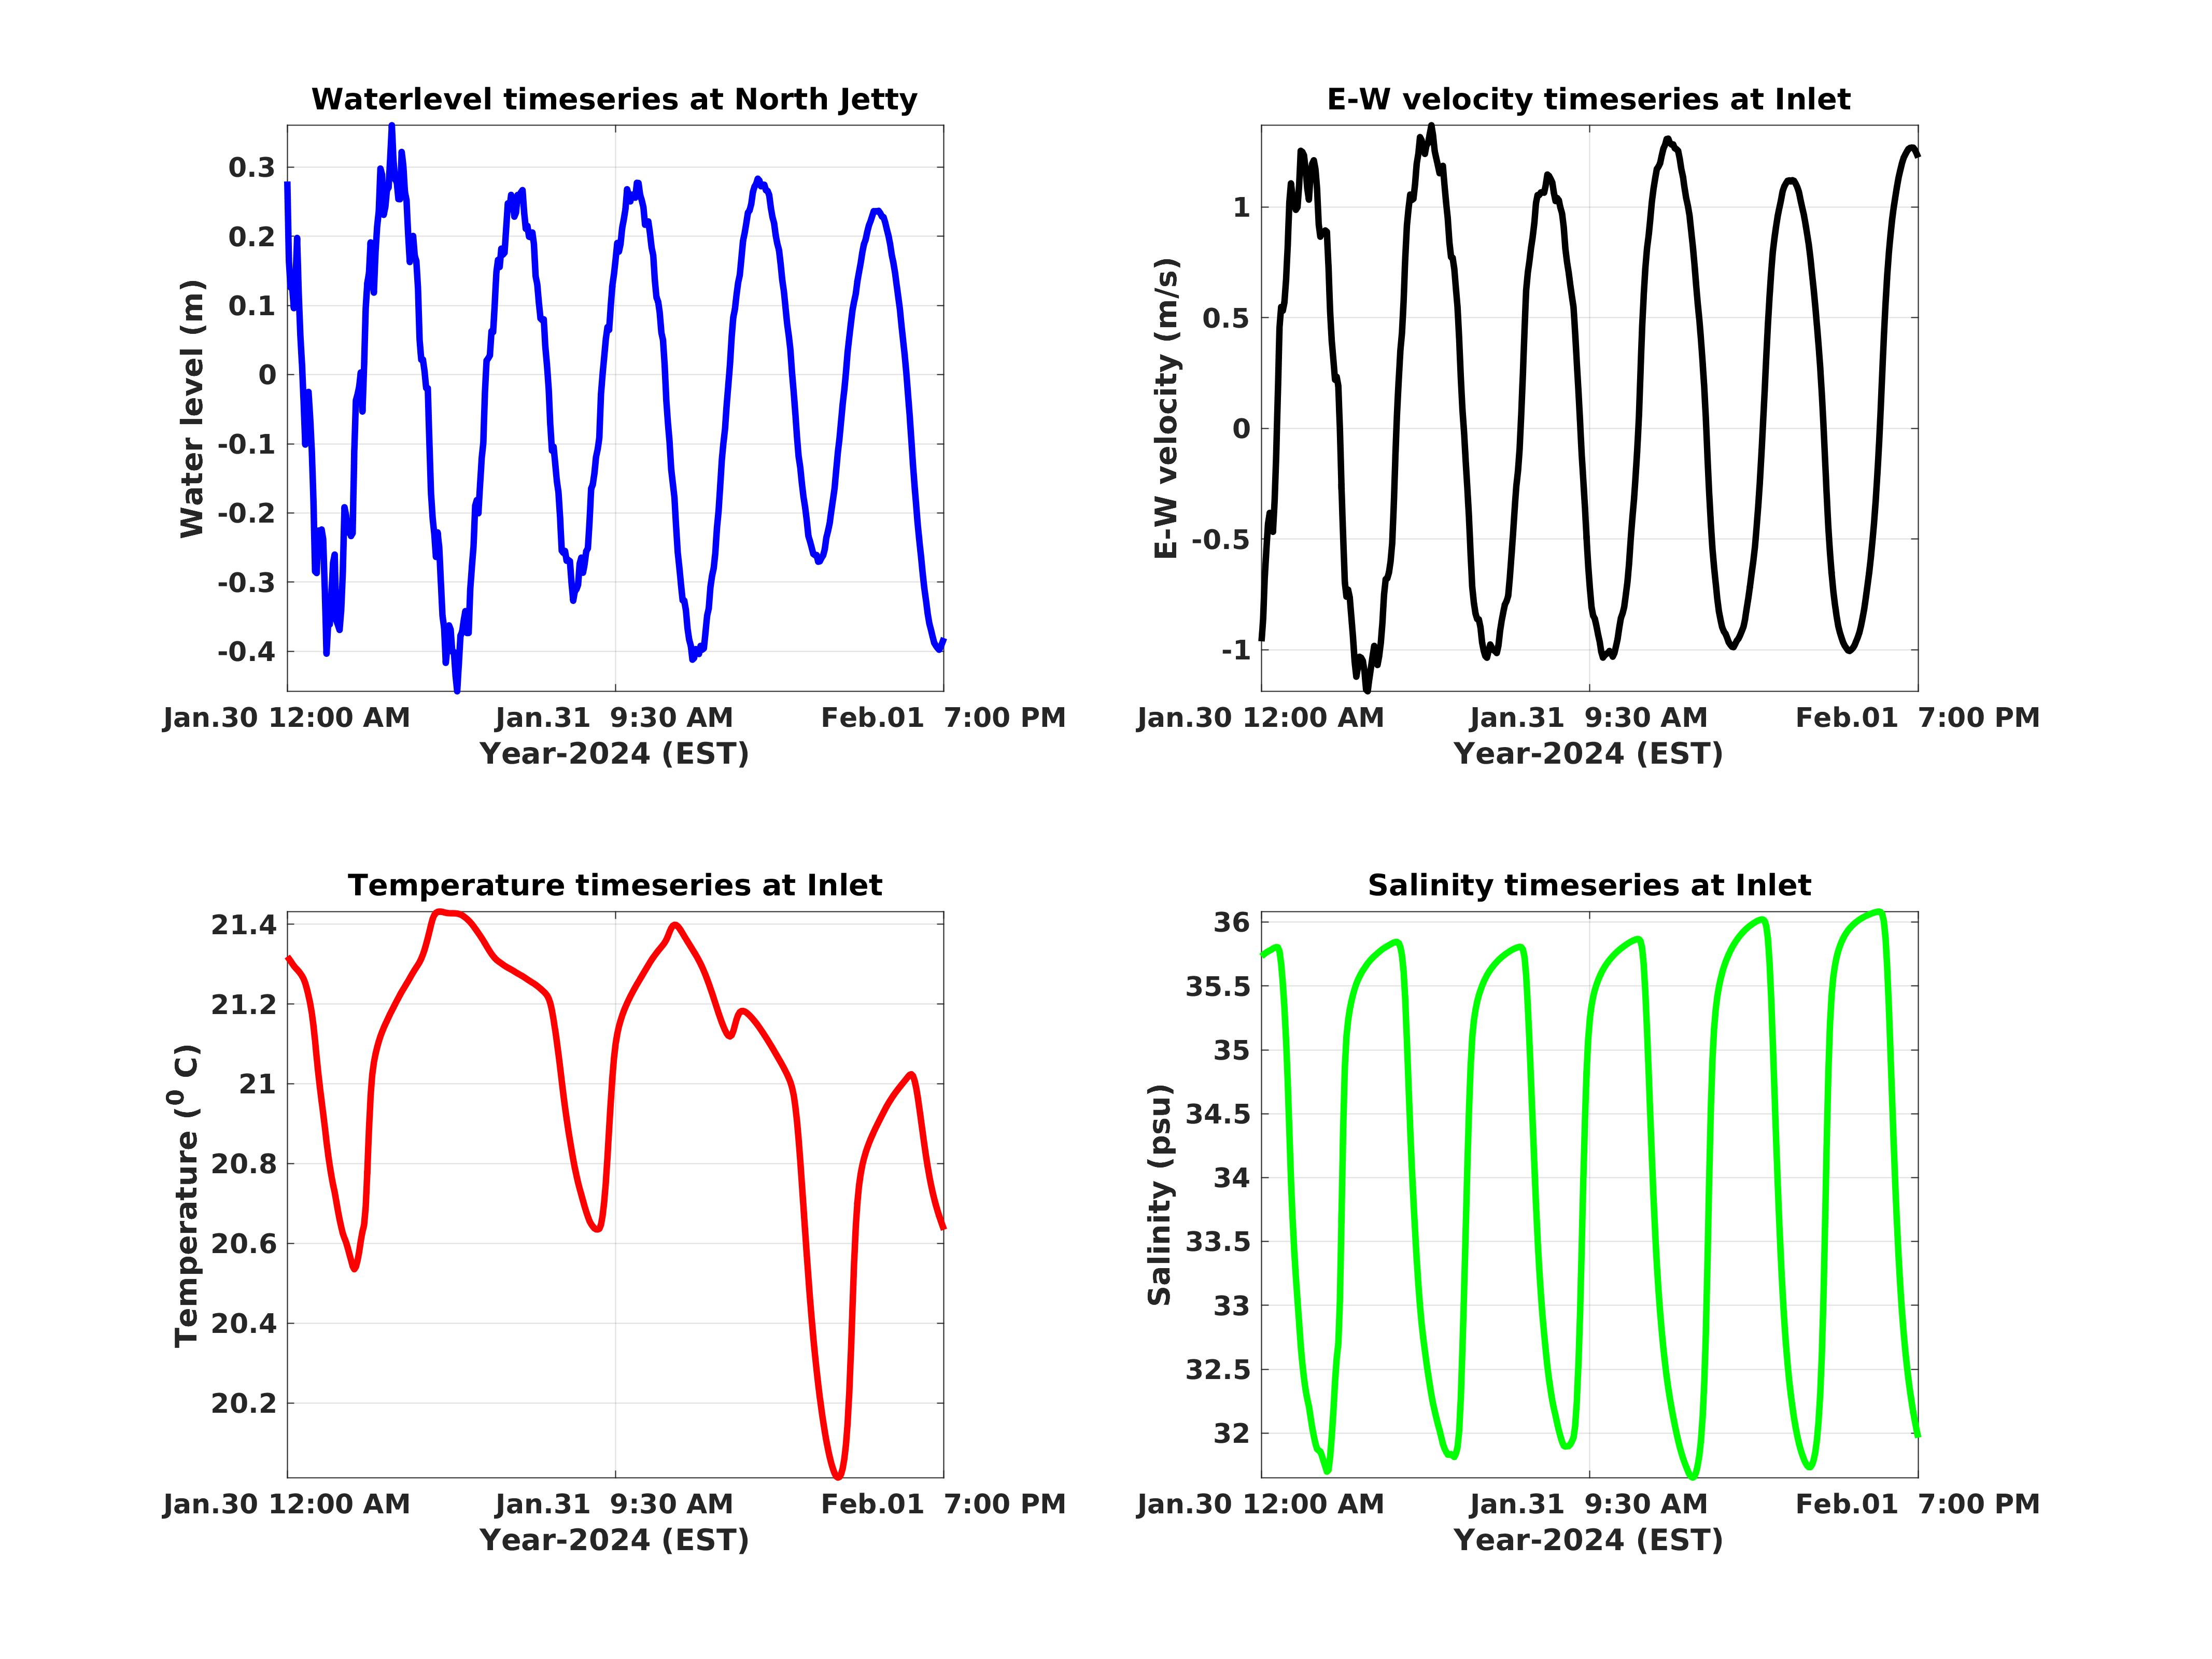 Waterlevel timeseries at North Jetty
Water level (m)
0.3
0.2
0.1
0
-0.1
-0.2
-0.3
-0.4
Jan.30 12:00 AM
Jan.31 9:30 AM
Feb.01 7:00 PM
Year-2024 (EST)
E-W velocity timeseries at Inlet
E-W velocity (m/s)
1
0.5
0
-0.5
-1
Jan.30 12:00 AM
Jan.31 9:30 AM
Feb.01 7:00 PM
Year-2024 (EST)
Temperature timeseries at Inlet
Temperature (⁰ C)
21.4
21.2
21
20.8
20.6
20.4
20.2
Jan.30 12:00 AM
Jan.31 9:30 AM
Feb.01 7:00 PM
Year-2024 (EST)
Salinity timeseries at Inlet
Salinity (psu)
36
35.5
35
34.5
34
33.5
33
32.5
32
Jan.30 12:00 AM
Jan.31 9:30 AM
Feb.01 7:00 PM
Year-2024 (EST)